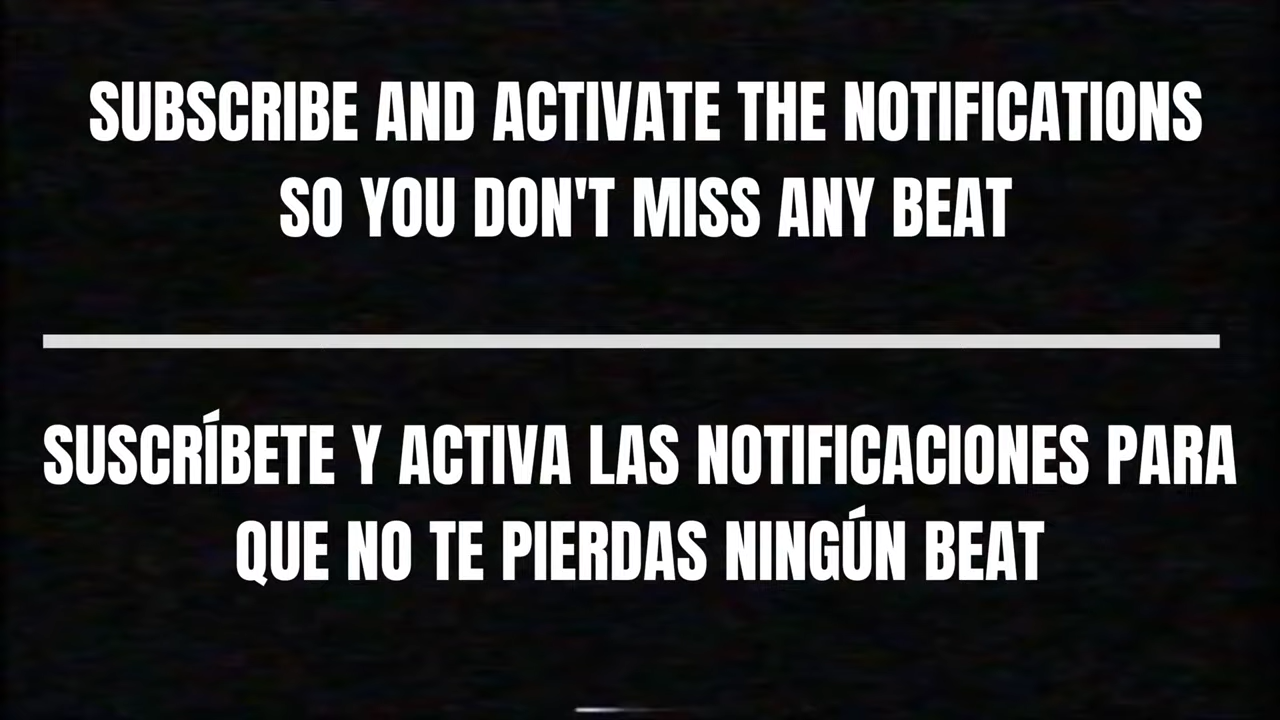 SUBSCRIBE AND ACTIVATE THE NOTIFICATIONS
SO YOU DON'T MISS ANY BEAT
SUSCRÍBETE Y ACTIVA LAS NOTIFICACIONES PARA
QUE NO TE PIERDAS NINGÚN BEAT